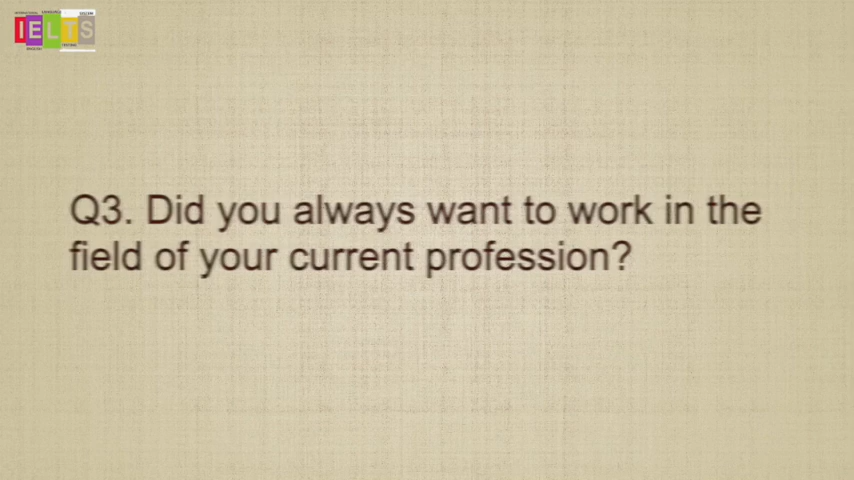 IELTS
Q3. Did you always want to work in the
field of your current profession?